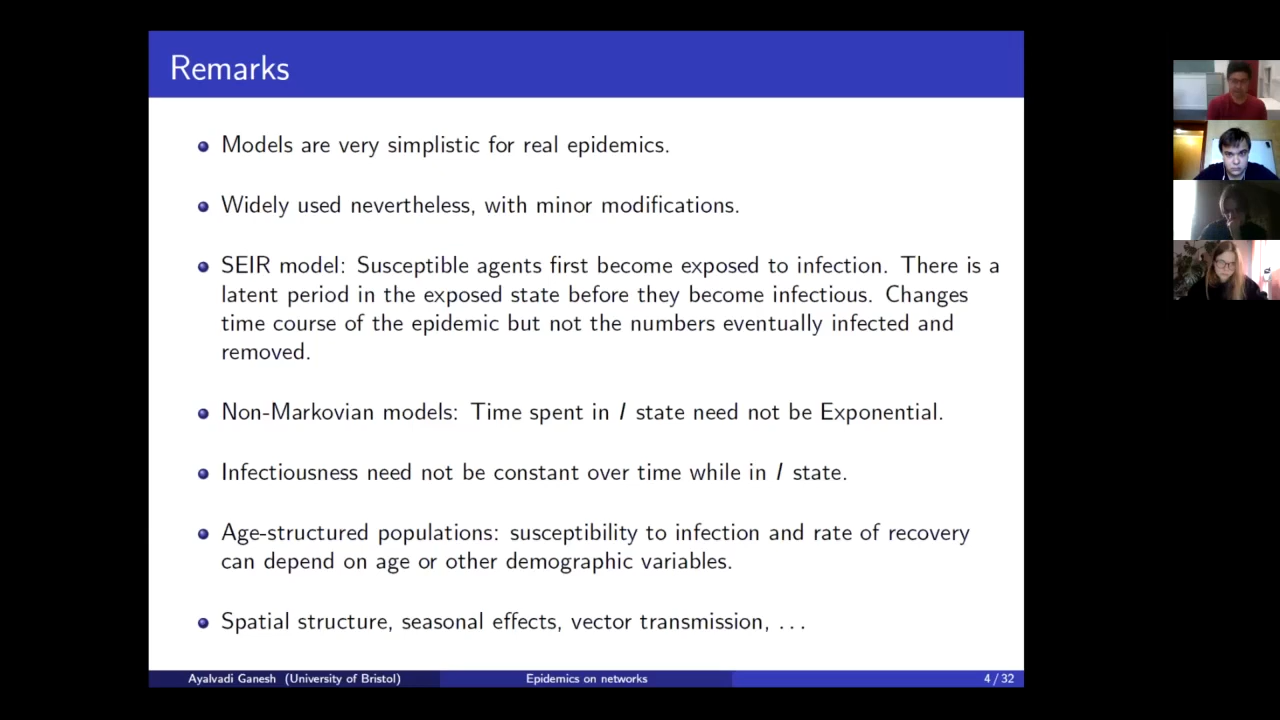 Remarks
Models are very simplistic for real epidemics.
Widely used nevertheless, with minor modifications.
SEIR model: Susceptible agents first become exposed to infection. There is a
latent period in the exposed state before they become infectious. Changes
time course of the epidemic but not the numbers eventually infected and
removed.
Non-Markovian models: Time spent in I state need not be Exponential.
Infectiousness need not be constant over time while in I state.
Age-structured populations: susceptibility to infection and rate of recovery
can depend on age or other demographic variables.
Spatial structure, seasonal effects, vector transmission, ...
Ayalvadi Ganesh (University of Bristol) Epidemics on networks 4 / 32